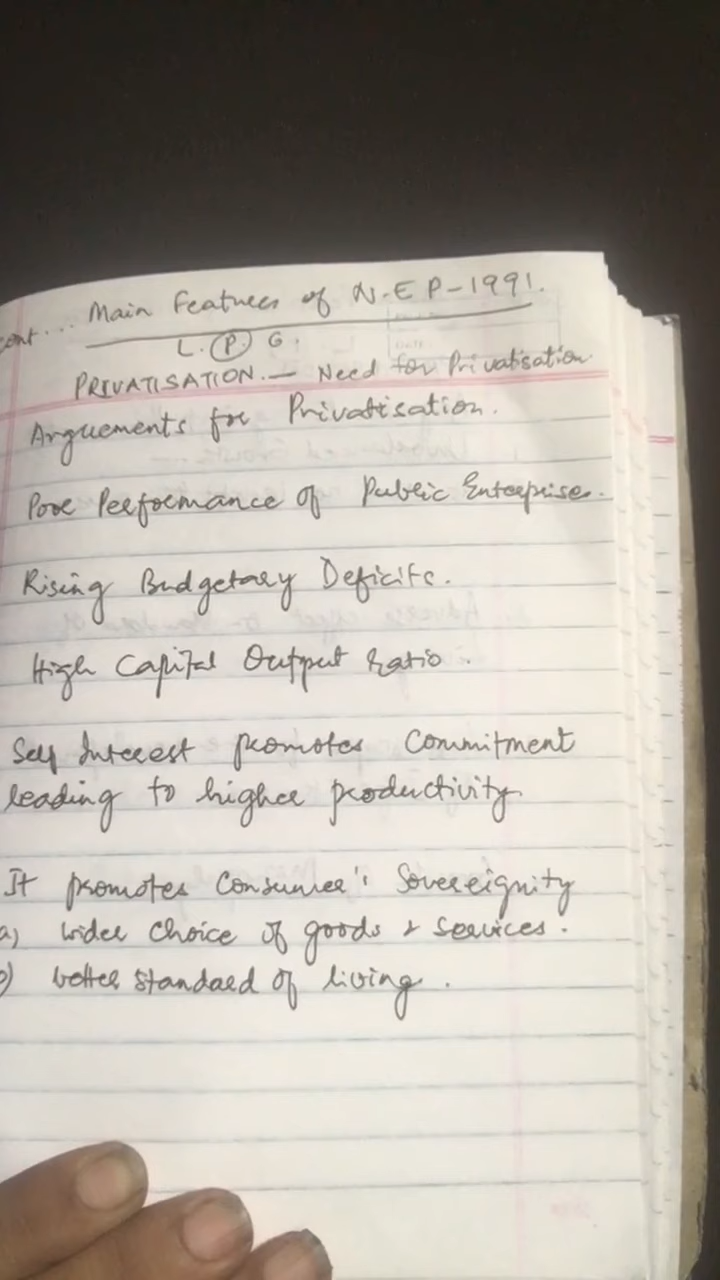 cont... Main Features of N.E P-1991.
L. P. G.
PRIVATISATION. — Need for Privatisation
Arguements for Privatisation.
Poor Performance of Public Enterprise.
Rising Budgetary Deficits.
High Capital Output Ratio.
Self Interest promotes Commitment
leading to higher productivity
It promotes Consumer's Sovereignity
a) wider choice of goods & services.
b) better standard of living.